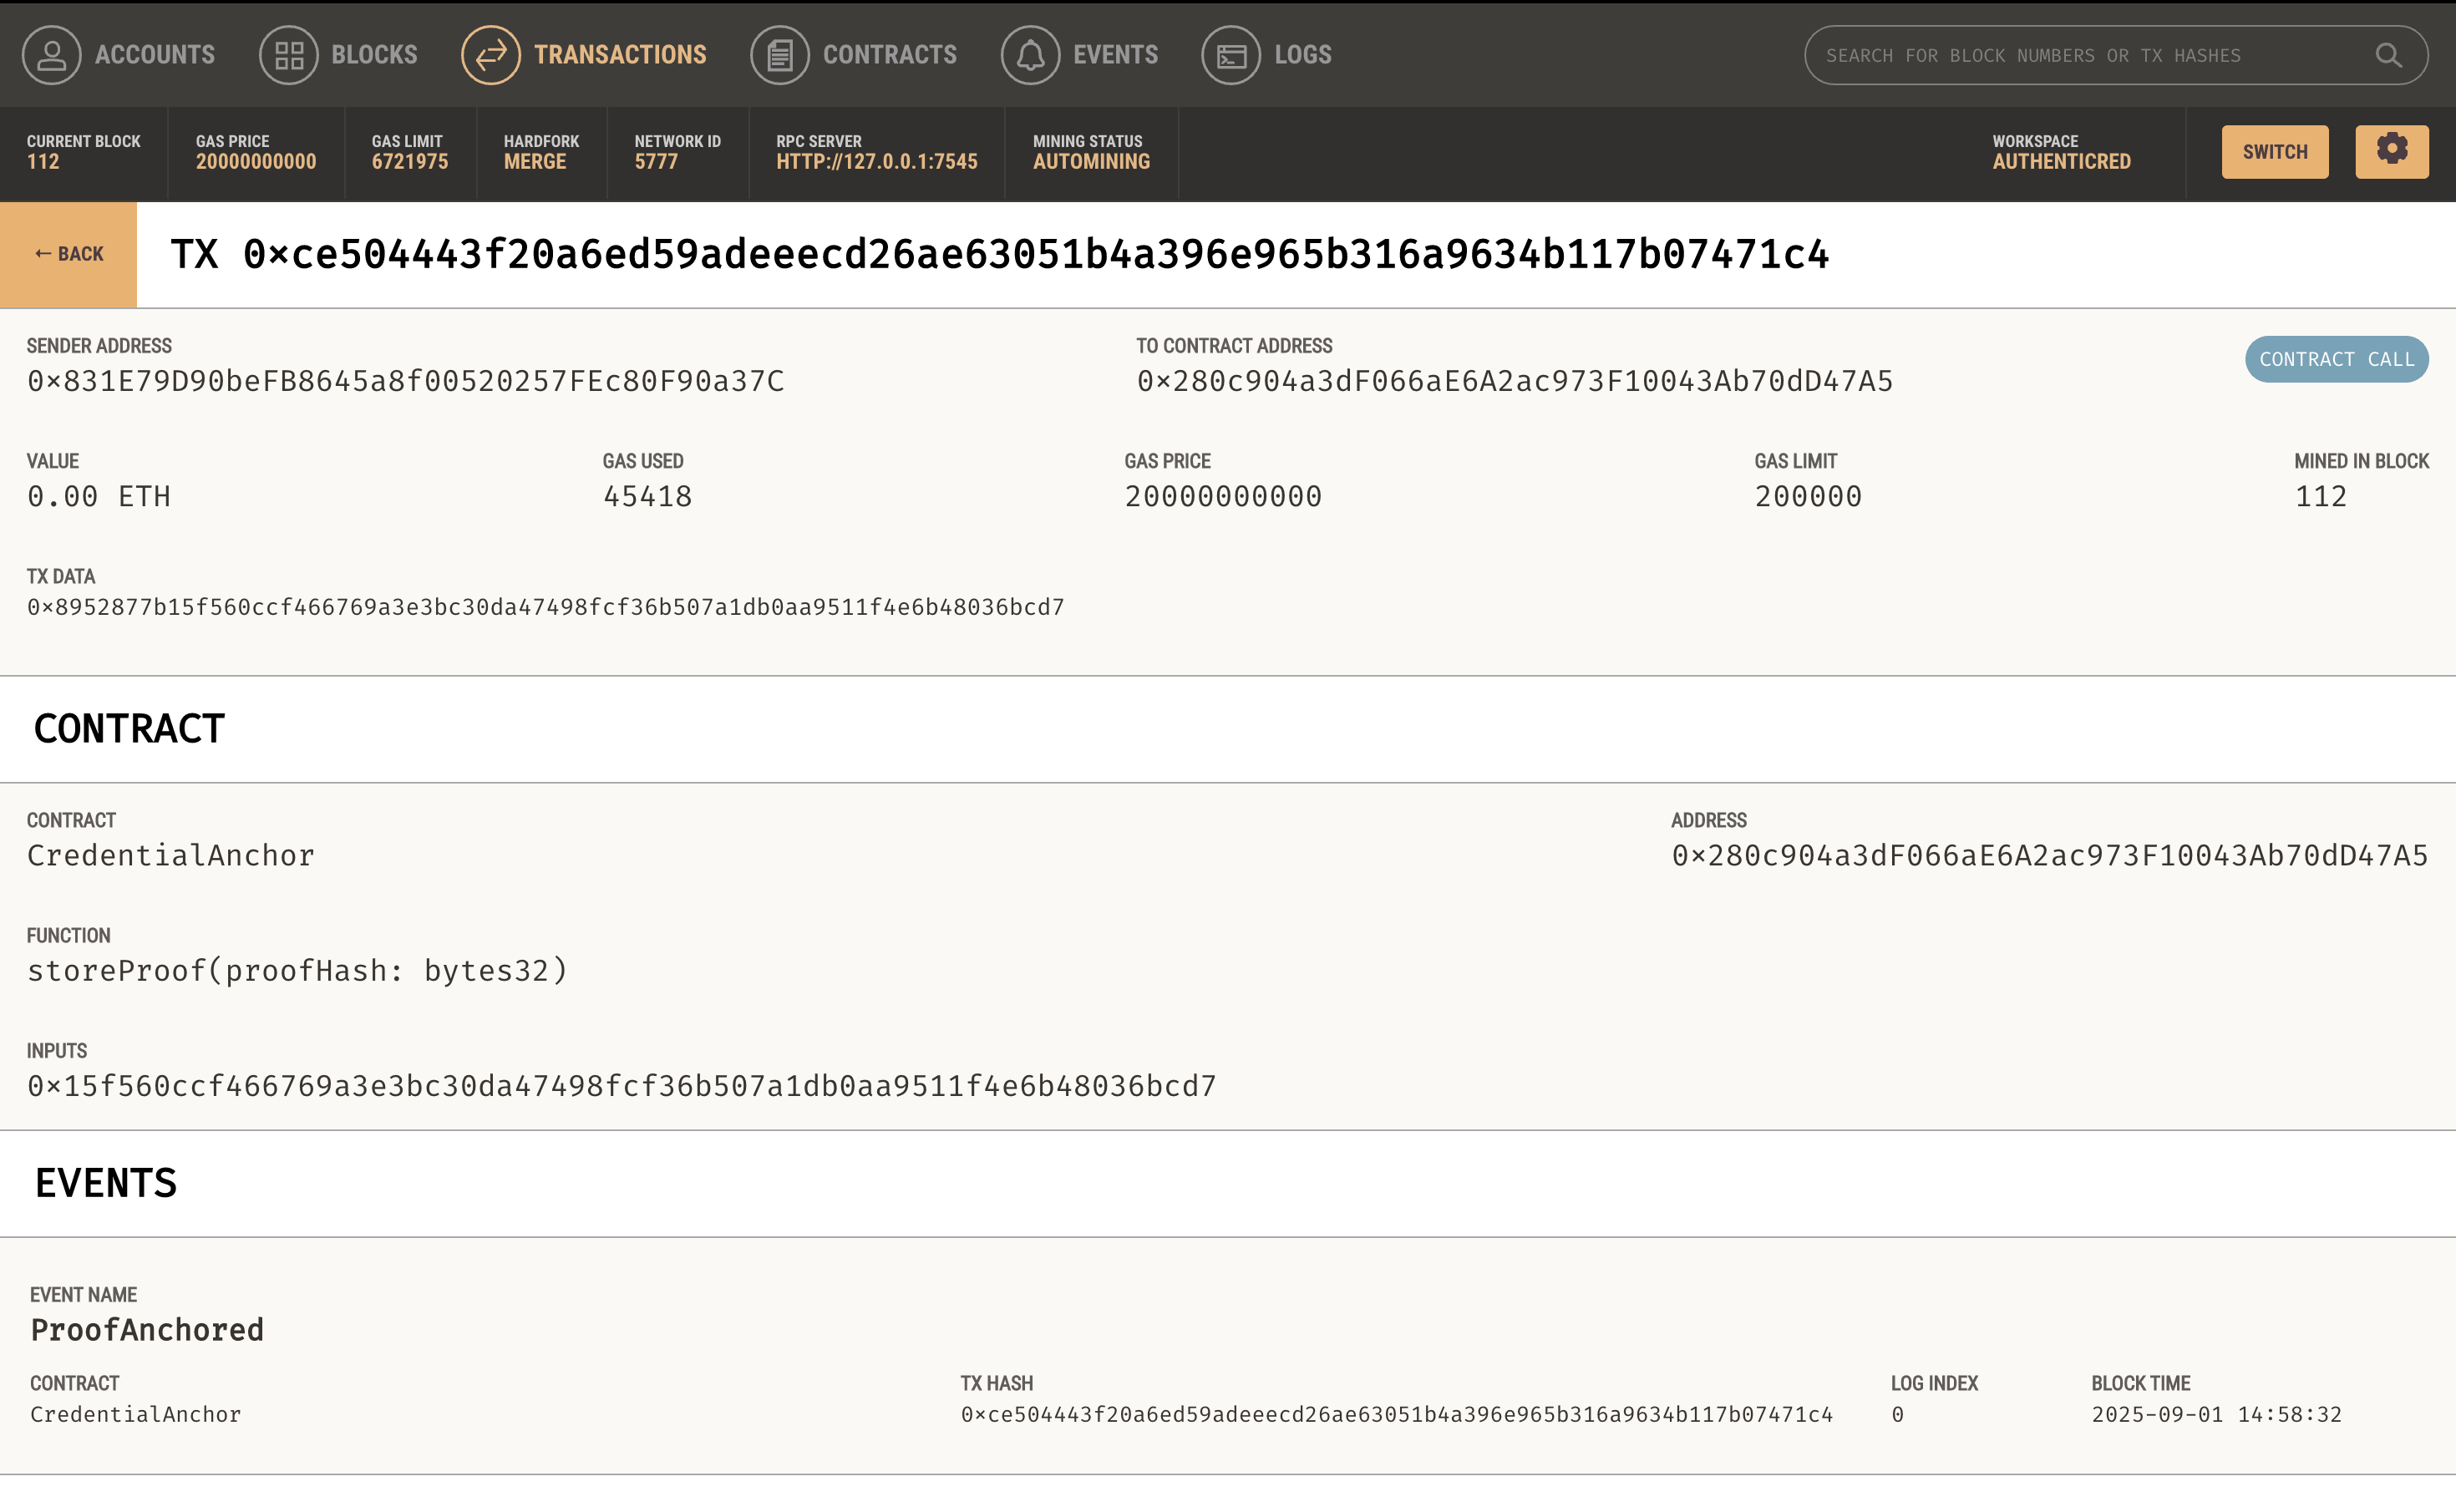 ACCOUNTS BLOCKS TRANSACTIONS CONTRACTS EVENTS LOGS SEARCH FOR BLOCK NUMBERS OR TX HASHES
CURRENT BLOCK GAS PRICE GAS LIMIT HARDFORK NETWORK ID RPC SERVER MINING STATUS WORKSPACE
112 20000000000 6721975 MERGE 5777 HTTP://127.0.0.1:7545 AUTOMINING AUTHENTICRED SWITCH
← BACK TX 0×ce504443f20a6ed59adeeecd26ae63051b4a396e965b316a9634b117b07471c4
SENDER ADDRESS TO CONTRACT ADDRESS
0×831E79D90beFB8645a8f00520257FEc80F90a37C 0×280c904a3dF066aE6A2ac973F10043Ab70dD47A5 CONTRACT CALL
VALUE GAS USED GAS PRICE GAS LIMIT MINED IN BLOCK
0.00 ETH 45418 20000000000 200000 112
TX DATA
0×8952877b15f560ccf466769a3e3bc30da47498fcf36b507a1db0aa9511f4e6b48036bcd7
CONTRACT
CONTRACT ADDRESS
CredentialAnchor 0×280c904a3dF066aE6A2ac973F10043Ab70dD47A5
FUNCTION
storeProof(proofHash: bytes32)
INPUTS
0×15f560ccf466769a3e3bc30da47498fcf36b507a1db0aa9511f4e6b48036bcd7
EVENTS
EVENT NAME
ProofAnchored
CONTRACT TX HASH LOG INDEX BLOCK TIME
CredentialAnchor 0×ce504443f20a6ed59adeeecd26ae63051b4a396e965b316a9634b117b07471c4 0 2025-09-01 14:58:32